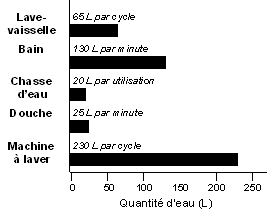 Lave-
vaisselle
65 L par cycle
Bain
130 L par minute
Chasse
d'eau
20 L par utilisation
Douche
25 L par minute
Machine
à laver
230 L par cycle
0 50 100 150 200 250
Quantité d'eau (L)